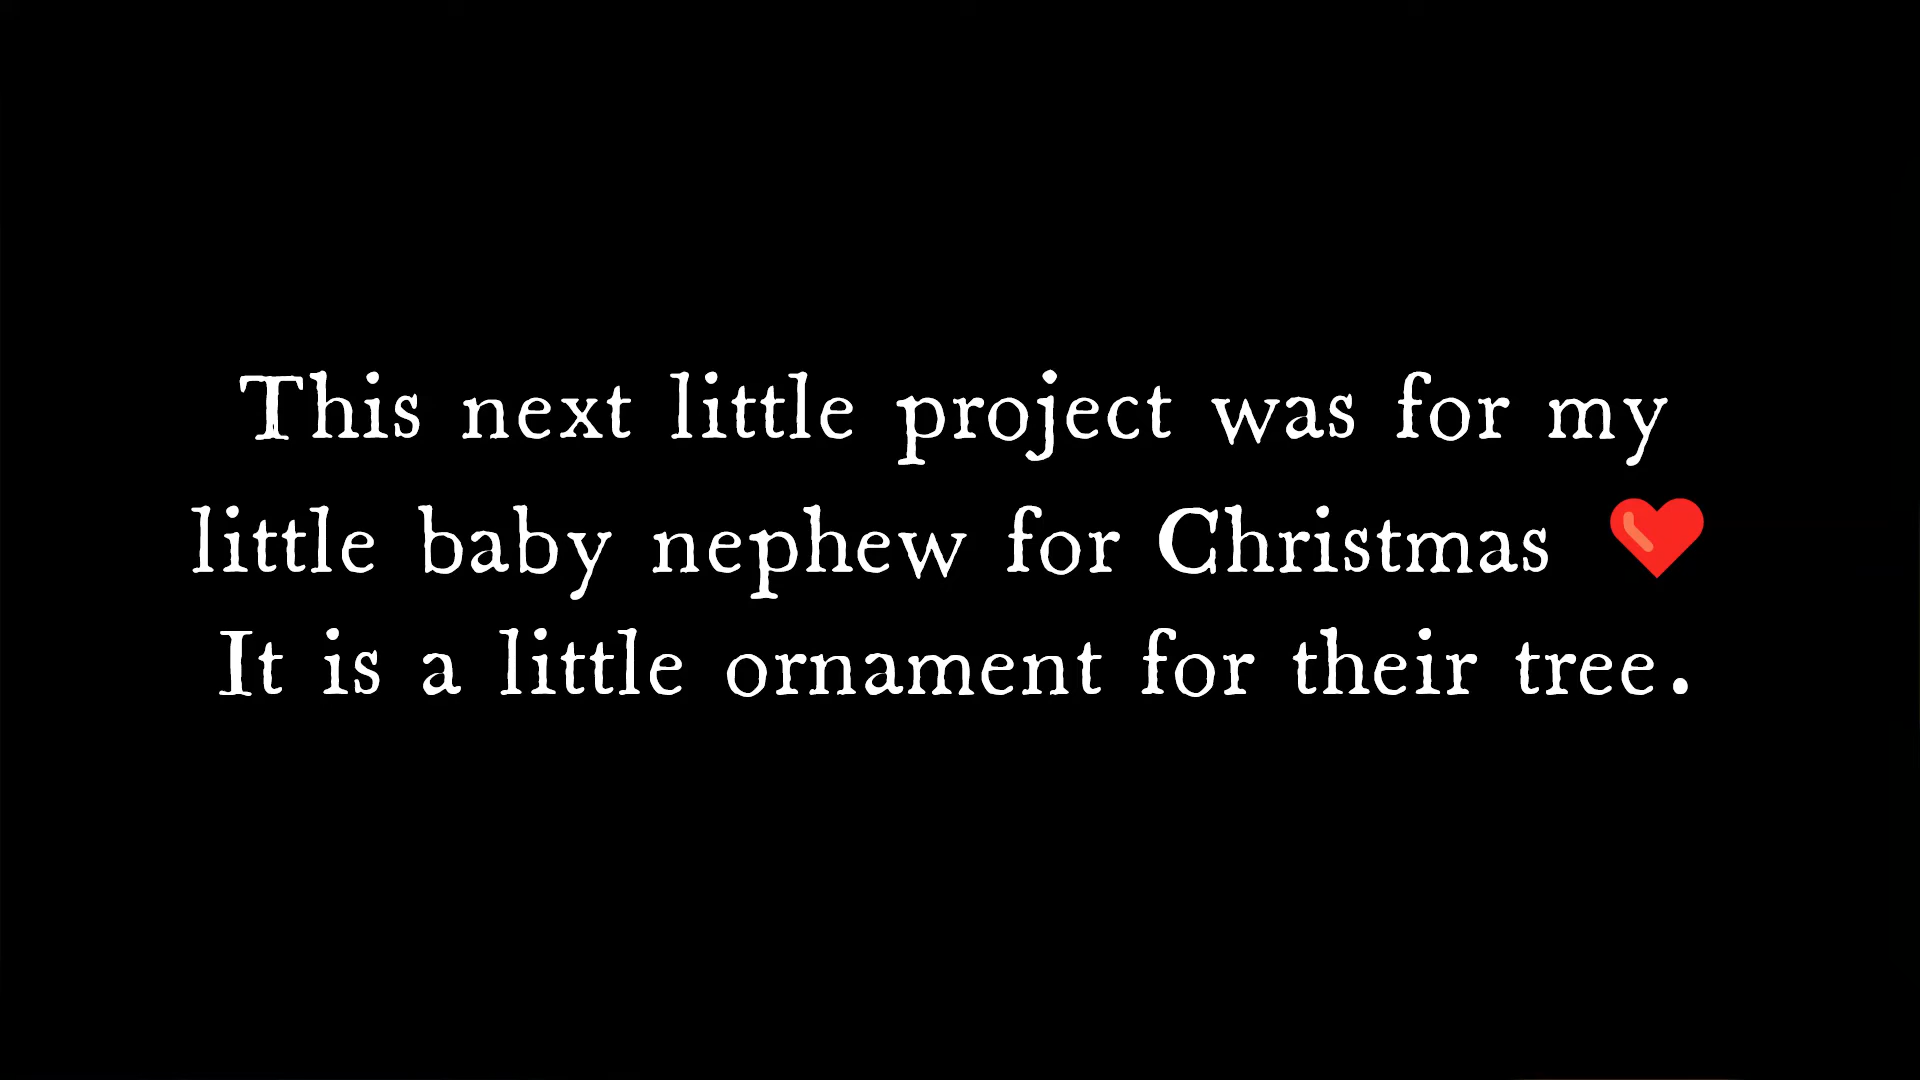 This next little project was for my
little baby nephew for Christmas ❤️
It is a little ornament for their tree.